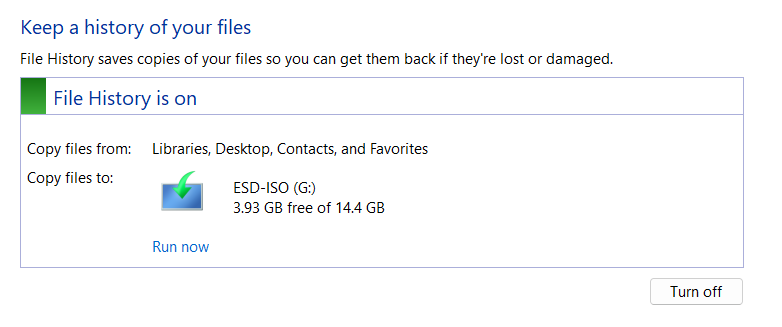 Keep a history of your files
File History saves copies of your files so you can get them back if they're lost or damaged.
File History is on
Copy files from: Libraries, Desktop, Contacts, and Favorites
Copy files to:
ESD-ISO (G:)
3.93 GB free of 14.4 GB
Run now
Turn off